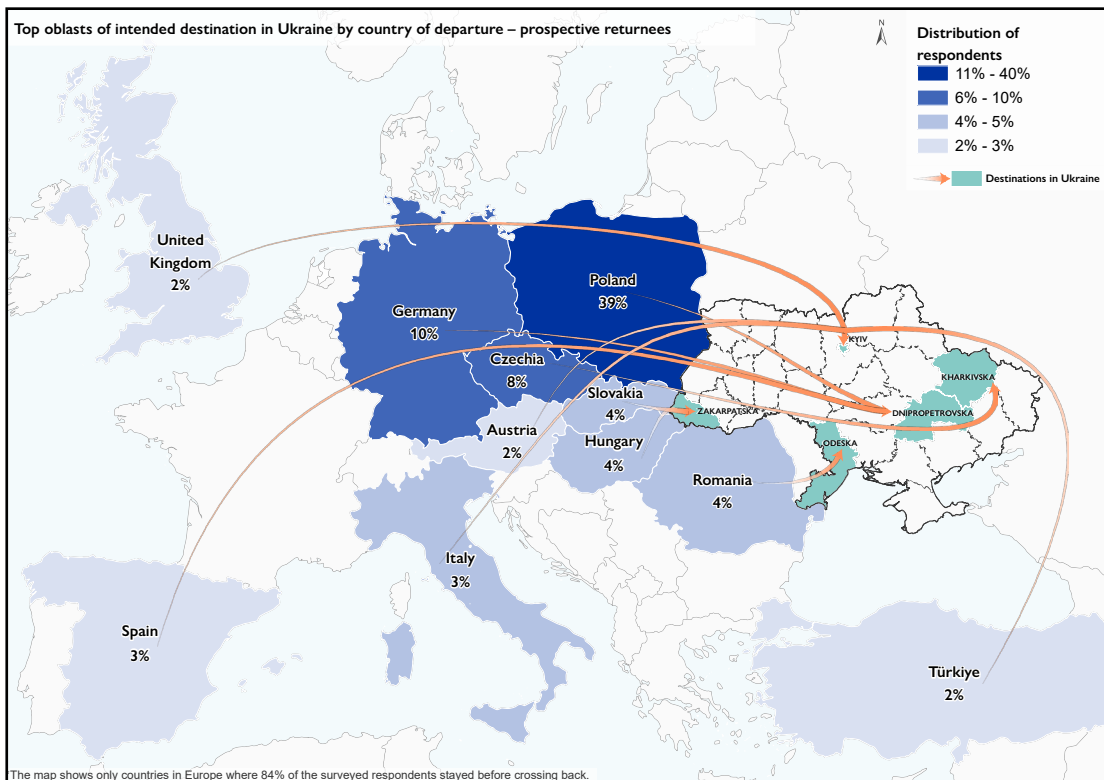 Top oblasts of intended destination in Ukraine by country of departure – prospective returnees
N
Distribution of
respondents
11% - 40%
6% - 10%
4% - 5%
2% - 3%
Destinations in Ukraine
United
Kingdom
2%
Poland
39%
Germany
10%
Czechia
8%
Slovakia
4%
Austria
2%
Hungary
4%
Romania
4%
Italy
3%
Spain
3%
Türkiye
2%
KYIV
KHARKIVSKA
DNIPROPETROVSKA
ZAKARPATSKA
ODESKA
The map shows only countries in Europe where 84% of the surveyed respondents stayed before crossing back.